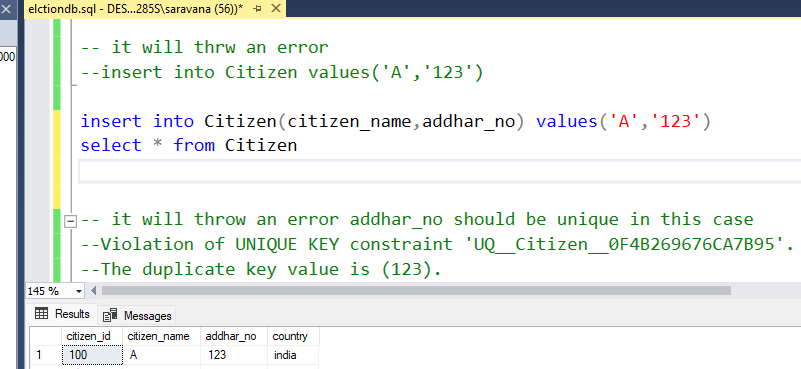 elctiondb.sql - DES...285S\saravana (56))*
000
-- it will thrw an error
--insert into Citizen values('A','123')
insert into Citizen(citizen_name,addhar_no) values('A','123')
select * from Citizen
-- it will throw an error addhar_no should be unique in this case
--Violation of UNIQUE KEY constraint 'UQ__Citizen__0F4B269676CA7B95'.
--The duplicate key value is (123).
145 %
Results Messages
citizen_id citizen_name addhar_no country
1 100 A 123 india